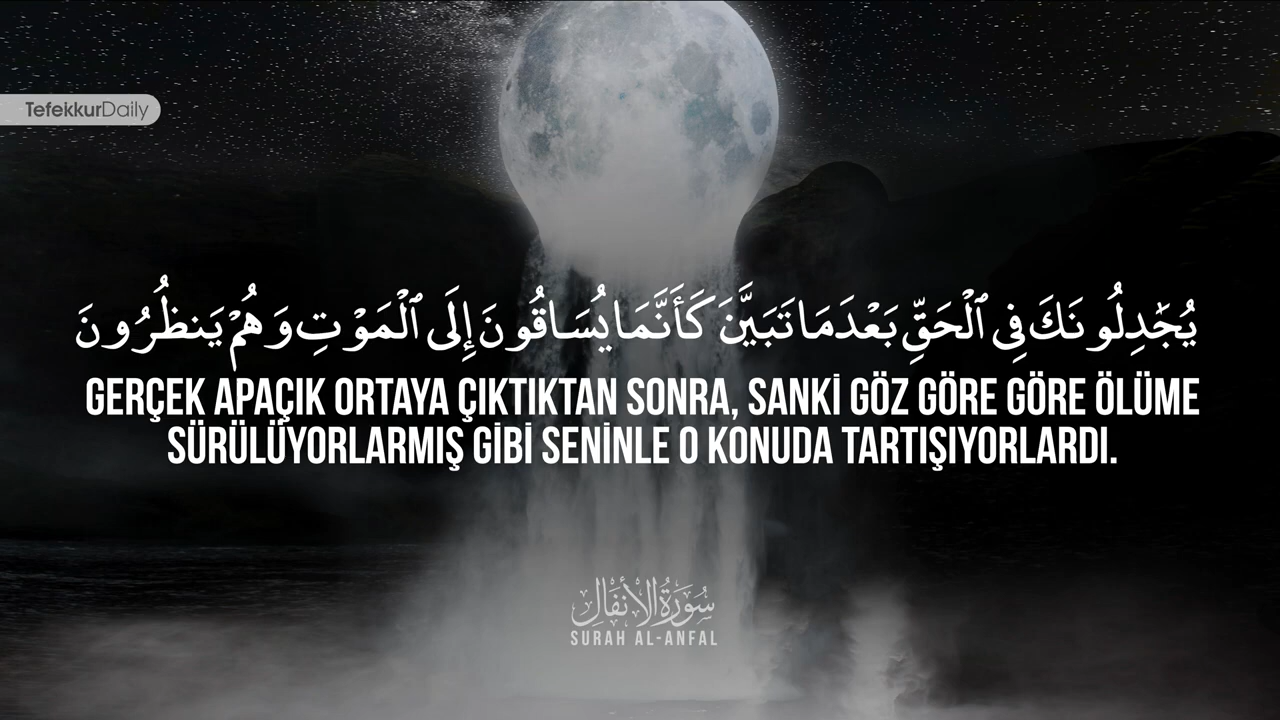 TefekkurDaily
يُجَٰدِلُونَكَ فِى ٱلْحَقِّ بَعْدَ مَا تَبَيَّنَ كَأَنَّمَا يُسَاقُونَ إِلَى ٱلْمَوْتِ وَهُمْ يَنظُرُونَ
GERÇEK APAÇIK ORTAYA ÇIKTIKTAN SONRA, SANKİ GÖZ GÖRE GÖRE ÖLÜME
SÜRÜLÜYORLARMIŞ GİBİ SENİNLE O KONUDA TARTIŞIYORLARDI.
سُورَةُ الأَنْفَالِ
SURAH AL-ANFAL